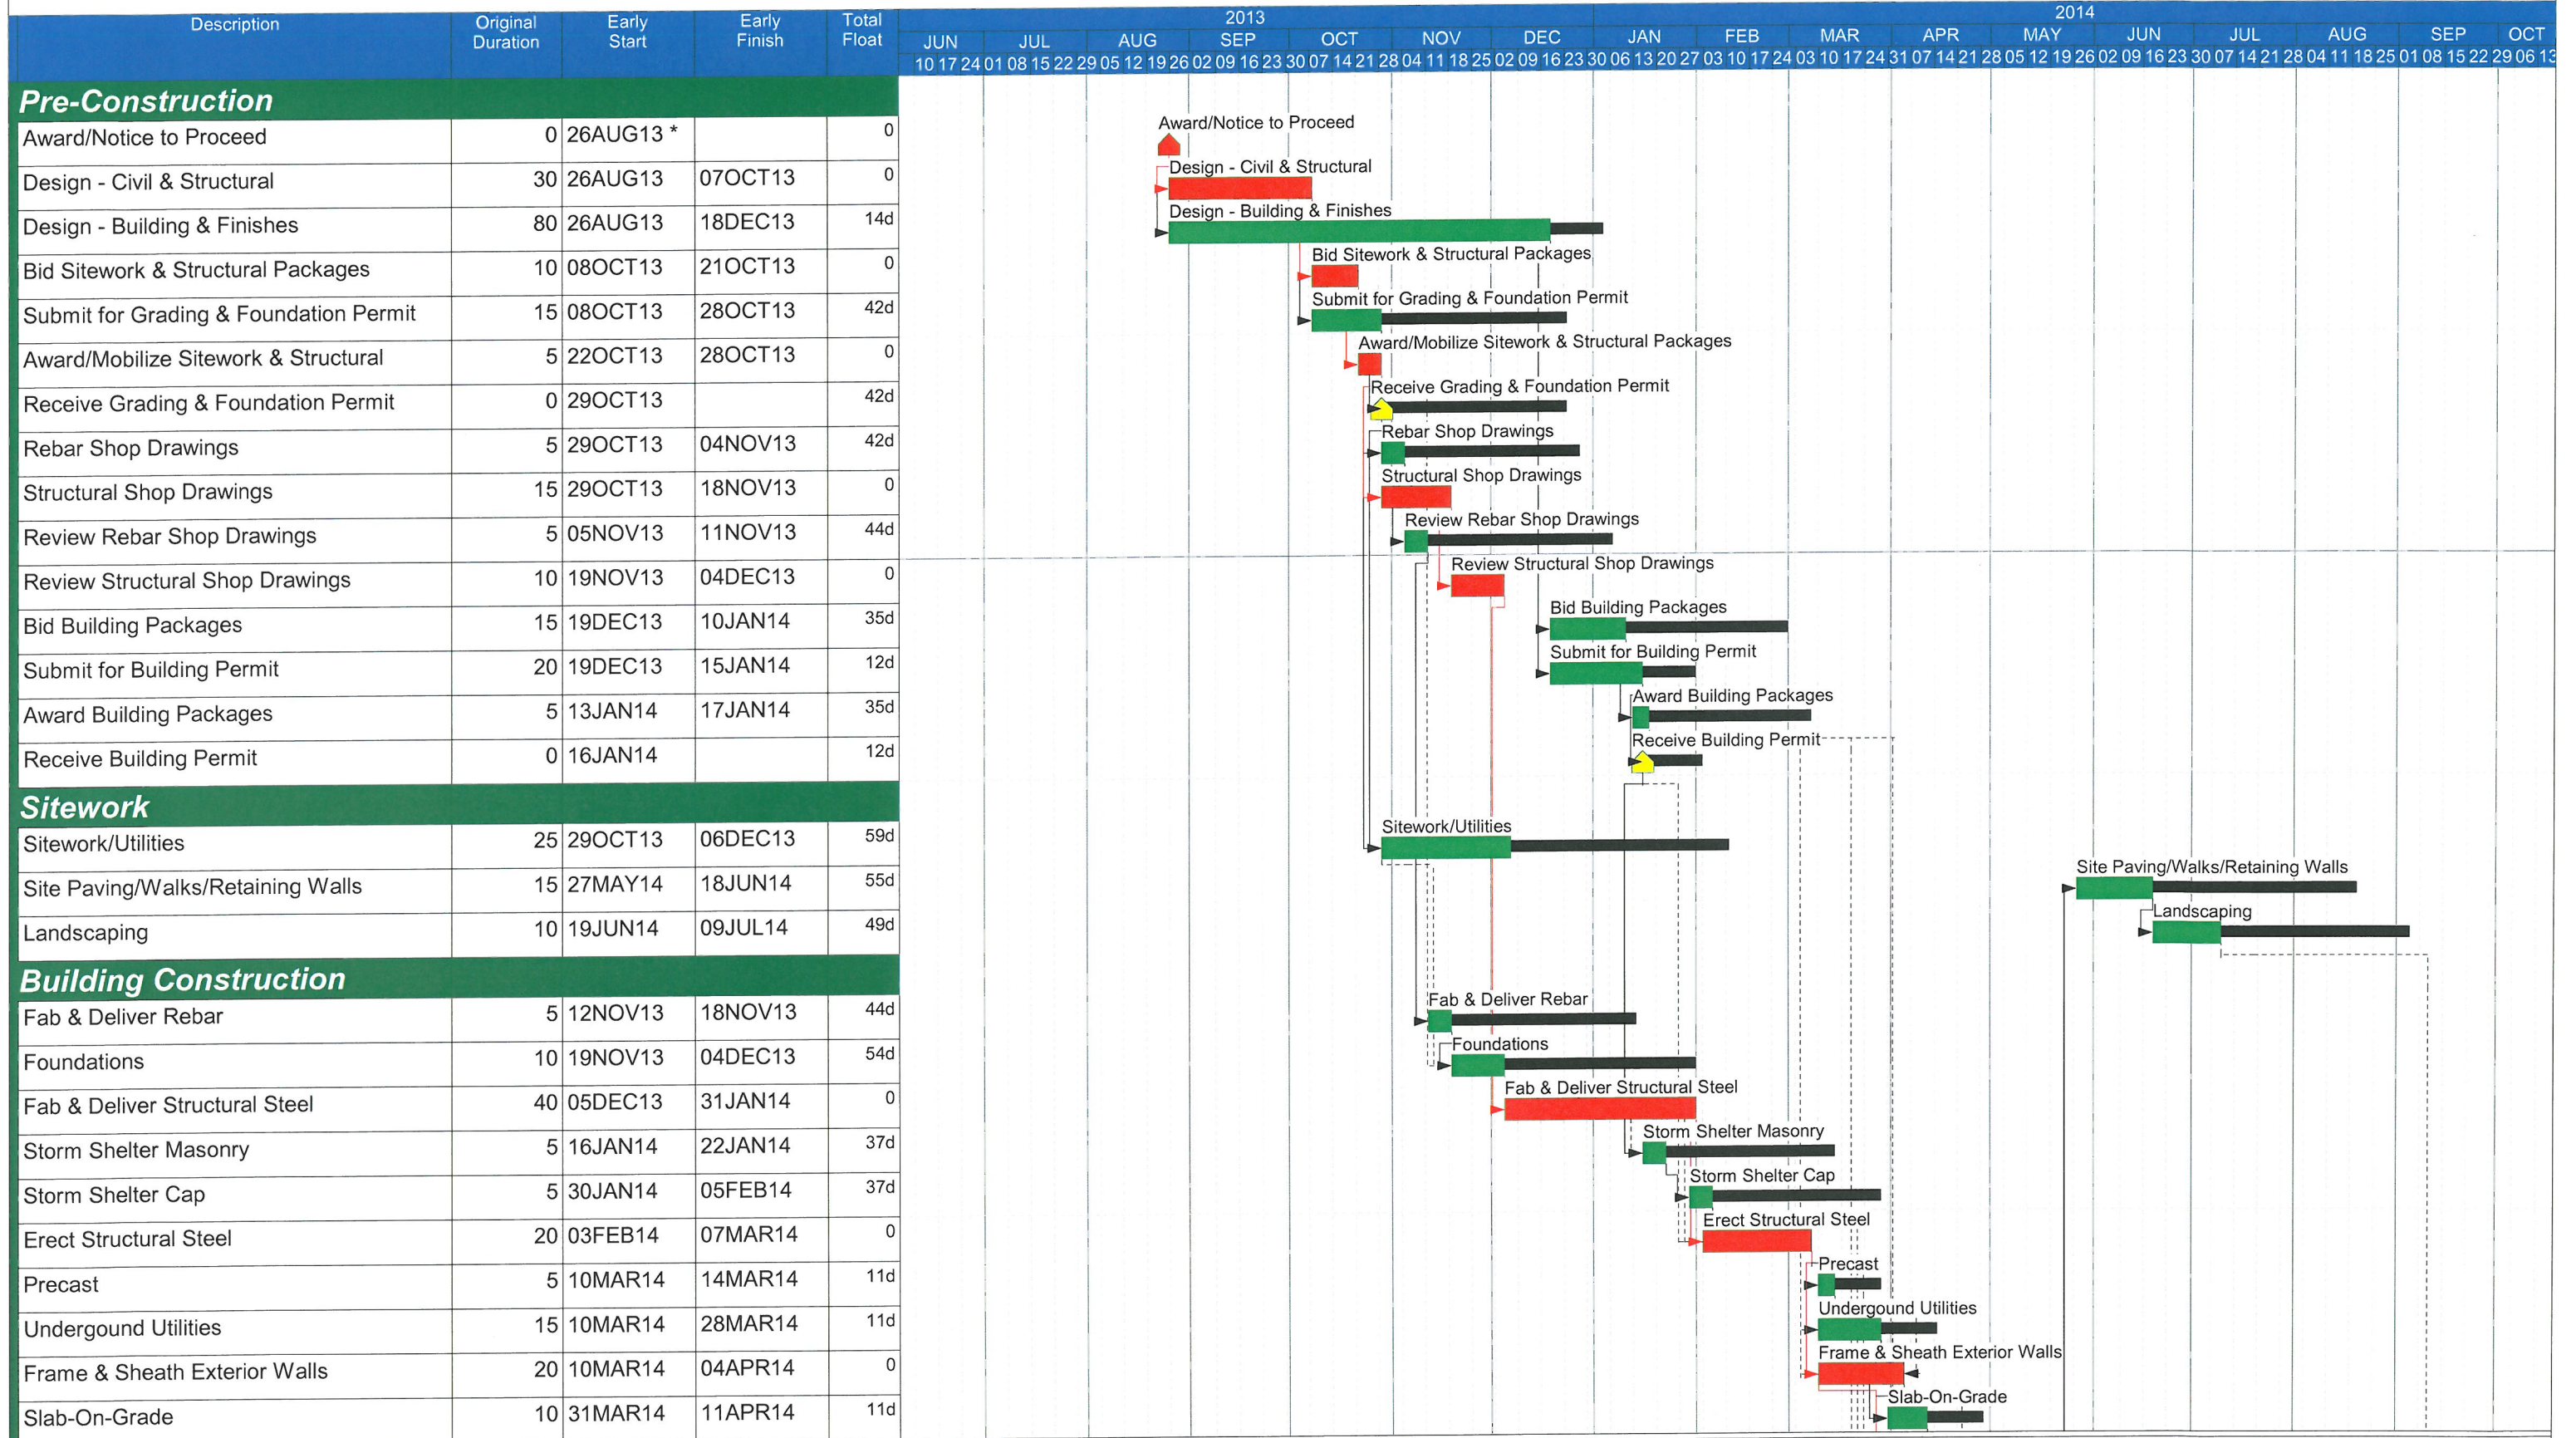 Description Original Duration Early Start Early Finish Total Float
2013 2014
JUN JUL AUG SEP OCT NOV DEC JAN FEB MAR APR MAY JUN JUL AUG SEP OCT
10 17 24 01 08 15 22 29 05 12 19 26 02 09 16 23 30 07 14 21 28 04 11 18 25 02 09 16 23 30 06 13 20 27 03 10 17 24 03 10 17 24 31 07 14 21 28 05 12 19 26 02 09 16 23 30 07 14 21 28 04 11 18 25 01 08 15 22 29 06 13
Pre-Construction
Award/Notice to Proceed 0 26AUG13 * 0
Design - Civil & Structural 30 26AUG13 07OCT13 0
Design - Building & Finishes 80 26AUG13 18DEC13 14d
Bid Sitework & Structural Packages 10 08OCT13 21OCT13 0
Submit for Grading & Foundation Permit 15 08OCT13 28OCT13 42d
Award/Mobilize Sitework & Structural 5 22OCT13 28OCT13 0
Receive Grading & Foundation Permit 0 29OCT13 42d
Rebar Shop Drawings 5 29OCT13 04NOV13 42d
Structural Shop Drawings 15 29OCT13 18NOV13 0
Review Rebar Shop Drawings 5 05NOV13 11NOV13 44d
Review Structural Shop Drawings 10 19NOV13 04DEC13 0
Bid Building Packages 15 19DEC13 10JAN14 35d
Submit for Building Permit 20 19DEC13 15JAN14 12d
Award Building Packages 5 13JAN14 17JAN14 35d
Receive Building Permit 0 16JAN14 12d
Sitework
Sitework/Utilities 25 29OCT13 06DEC13 59d
Site Paving/Walks/Retaining Walls 15 27MAY14 18JUN14 55d
Landscaping 10 19JUN14 09JUL14 49d
Building Construction
Fab & Deliver Rebar 5 12NOV13 18NOV13 44d
Foundations 10 19NOV13 04DEC13 54d
Fab & Deliver Structural Steel 40 05DEC13 31JAN14 0
Storm Shelter Masonry 5 16JAN14 22JAN14 37d
Storm Shelter Cap 5 30JAN14 05FEB14 37d
Erect Structural Steel 20 03FEB14 07MAR14 0
Precast 5 10MAR14 14MAR14 11d
Undergound Utilities 15 10MAR14 28MAR14 11d
Frame & Sheath Exterior Walls 20 10MAR14 04APR14 0
Slab-On-Grade 10 31MAR14 11APR14 11d
Award/Notice to Proceed
Design - Civil & Structural
Design - Building & Finishes
Bid Sitework & Structural Packages
Submit for Grading & Foundation Permit
Award/Mobilize Sitework & Structural Packages
Receive Grading & Foundation Permit
Rebar Shop Drawings
Structural Shop Drawings
Review Rebar Shop Drawings
Review Structural Shop Drawings
Bid Building Packages
Submit for Building Permit
Award Building Packages
Receive Building Permit
Sitework/Utilities
Site Paving/Walks/Retaining Walls
Landscaping
Fab & Deliver Rebar
Foundations
Fab & Deliver Structural Steel
Storm Shelter Masonry
Storm Shelter Cap
Erect Structural Steel
Precast
Undergound Utilities
Frame & Sheath Exterior Walls
Slab-On-Grade